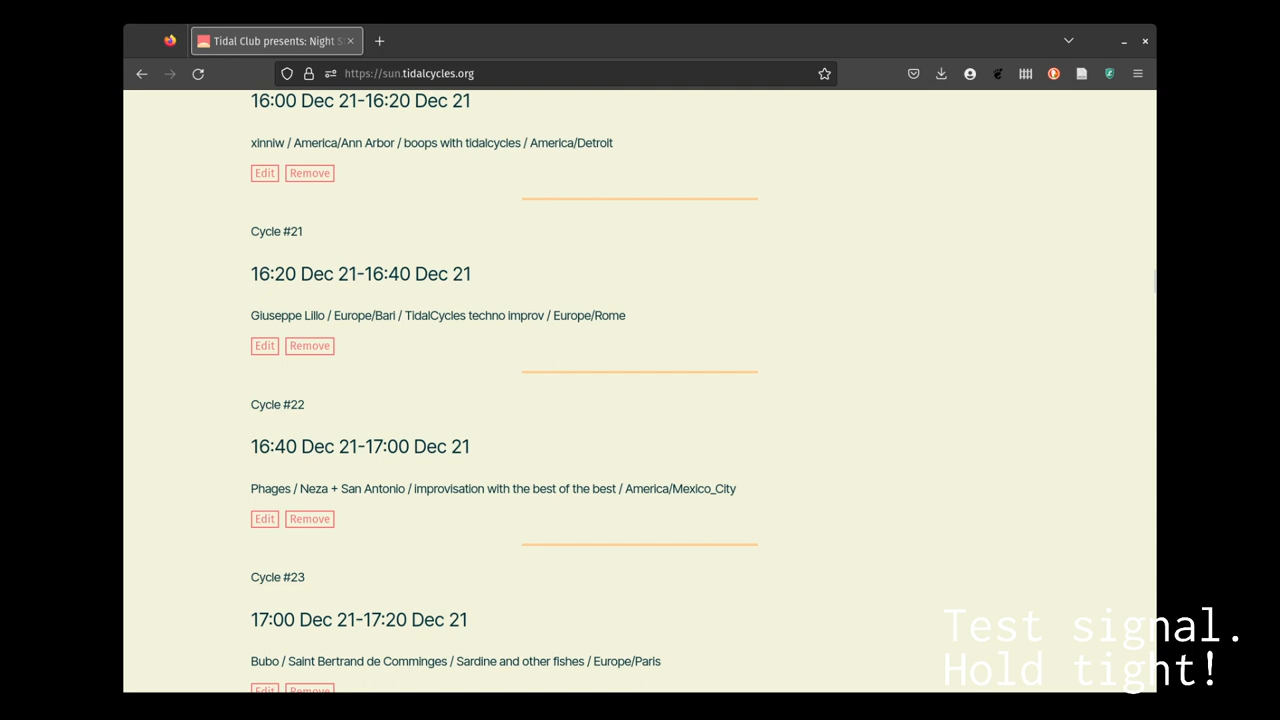 Tidal Club presents: Night S
https://sun.tidalcycles.org
16:00 Dec 21-16:20 Dec 21
xinniw / America/Ann Arbor / boops with tidalcycles / America/Detroit
Edit Remove
Cycle #21
16:20 Dec 21-16:40 Dec 21
Giuseppe Lillo / Europe/Bari / TidalCycles techno improv / Europe/Rome
Edit Remove
Cycle #22
16:40 Dec 21-17:00 Dec 21
Phages / Neza + San Antonio / improvisation with the best of the best / America/Mexico_City
Edit Remove
Cycle #23
17:00 Dec 21-17:20 Dec 21
Bubo / Saint Bertrand de Comminges / Sardine and other fishes / Europe/Paris
Edit Remove
Test signal.
Hold tight!